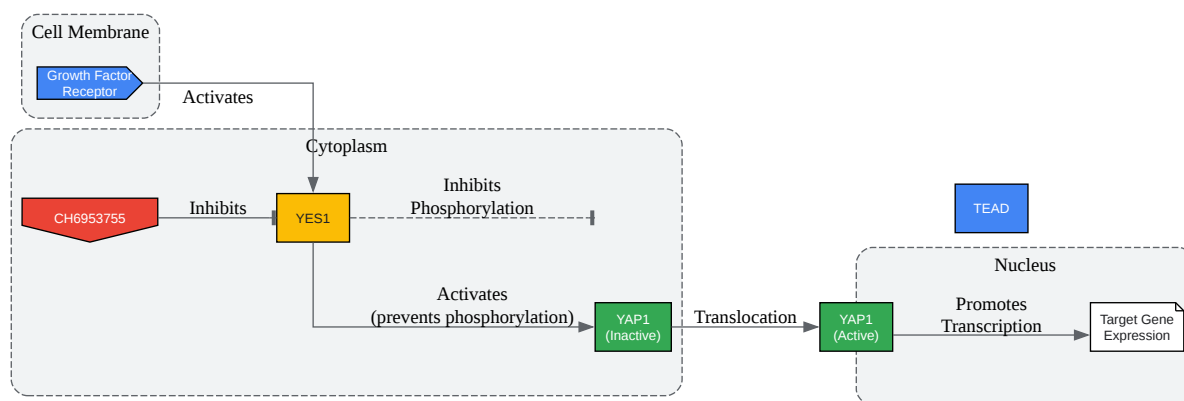 Cell Membrane
Growth Factor
Receptor
Activates
Cytoplasm
CH6953755
Inhibits
YES1
Inhibits
Phosphorylation
TEAD
Nucleus
Activates
(prevents phosphorylation)
YAP1
(Inactive)
Translocation
YAP1
(Active)
Promotes
Transcription
Target Gene
Expression